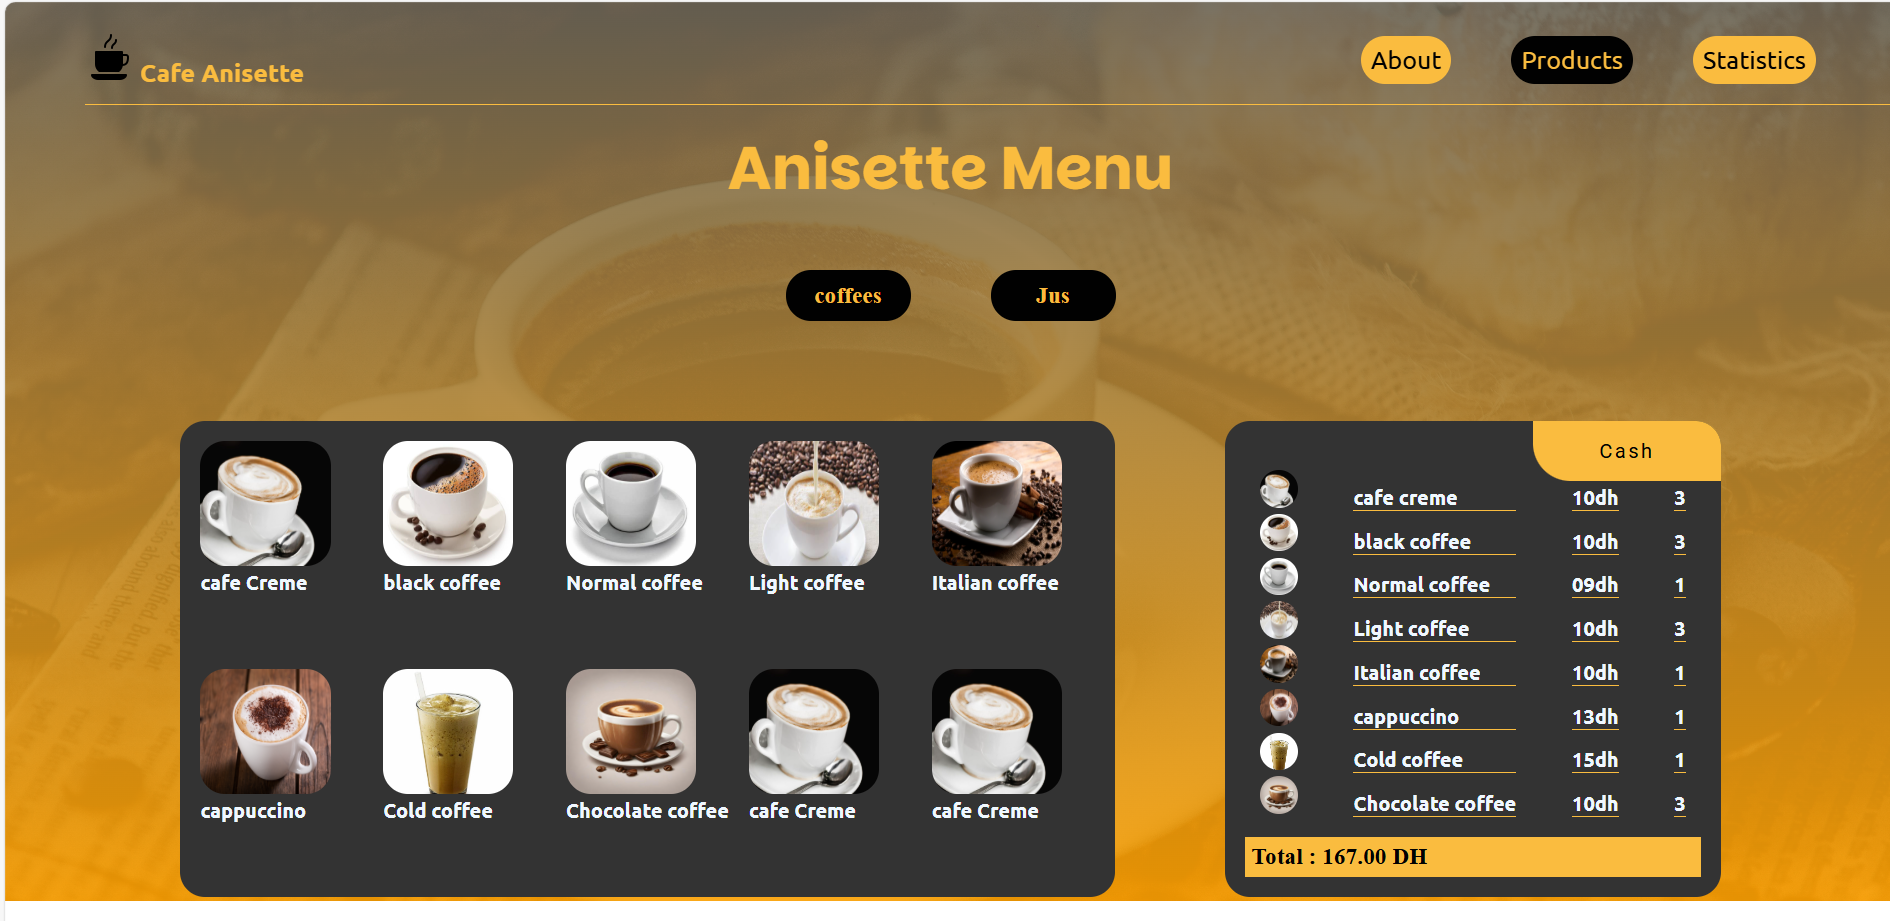 Cafe Anisette
About Products Statistics
Anisette Menu
coffees Jus
cafe Creme black coffee Normal coffee Light coffee Italian coffee
cappuccino Cold coffee Chocolate coffee cafe Creme cafe Creme
Cash
cafe creme 10dh 3
black coffee 10dh 3
Normal coffee 09dh 1
Light coffee 10dh 3
Italian coffee 10dh 1
cappuccino 13dh 1
Cold coffee 15dh 1
Chocolate coffee 10dh 3
Total : 167.00 DH